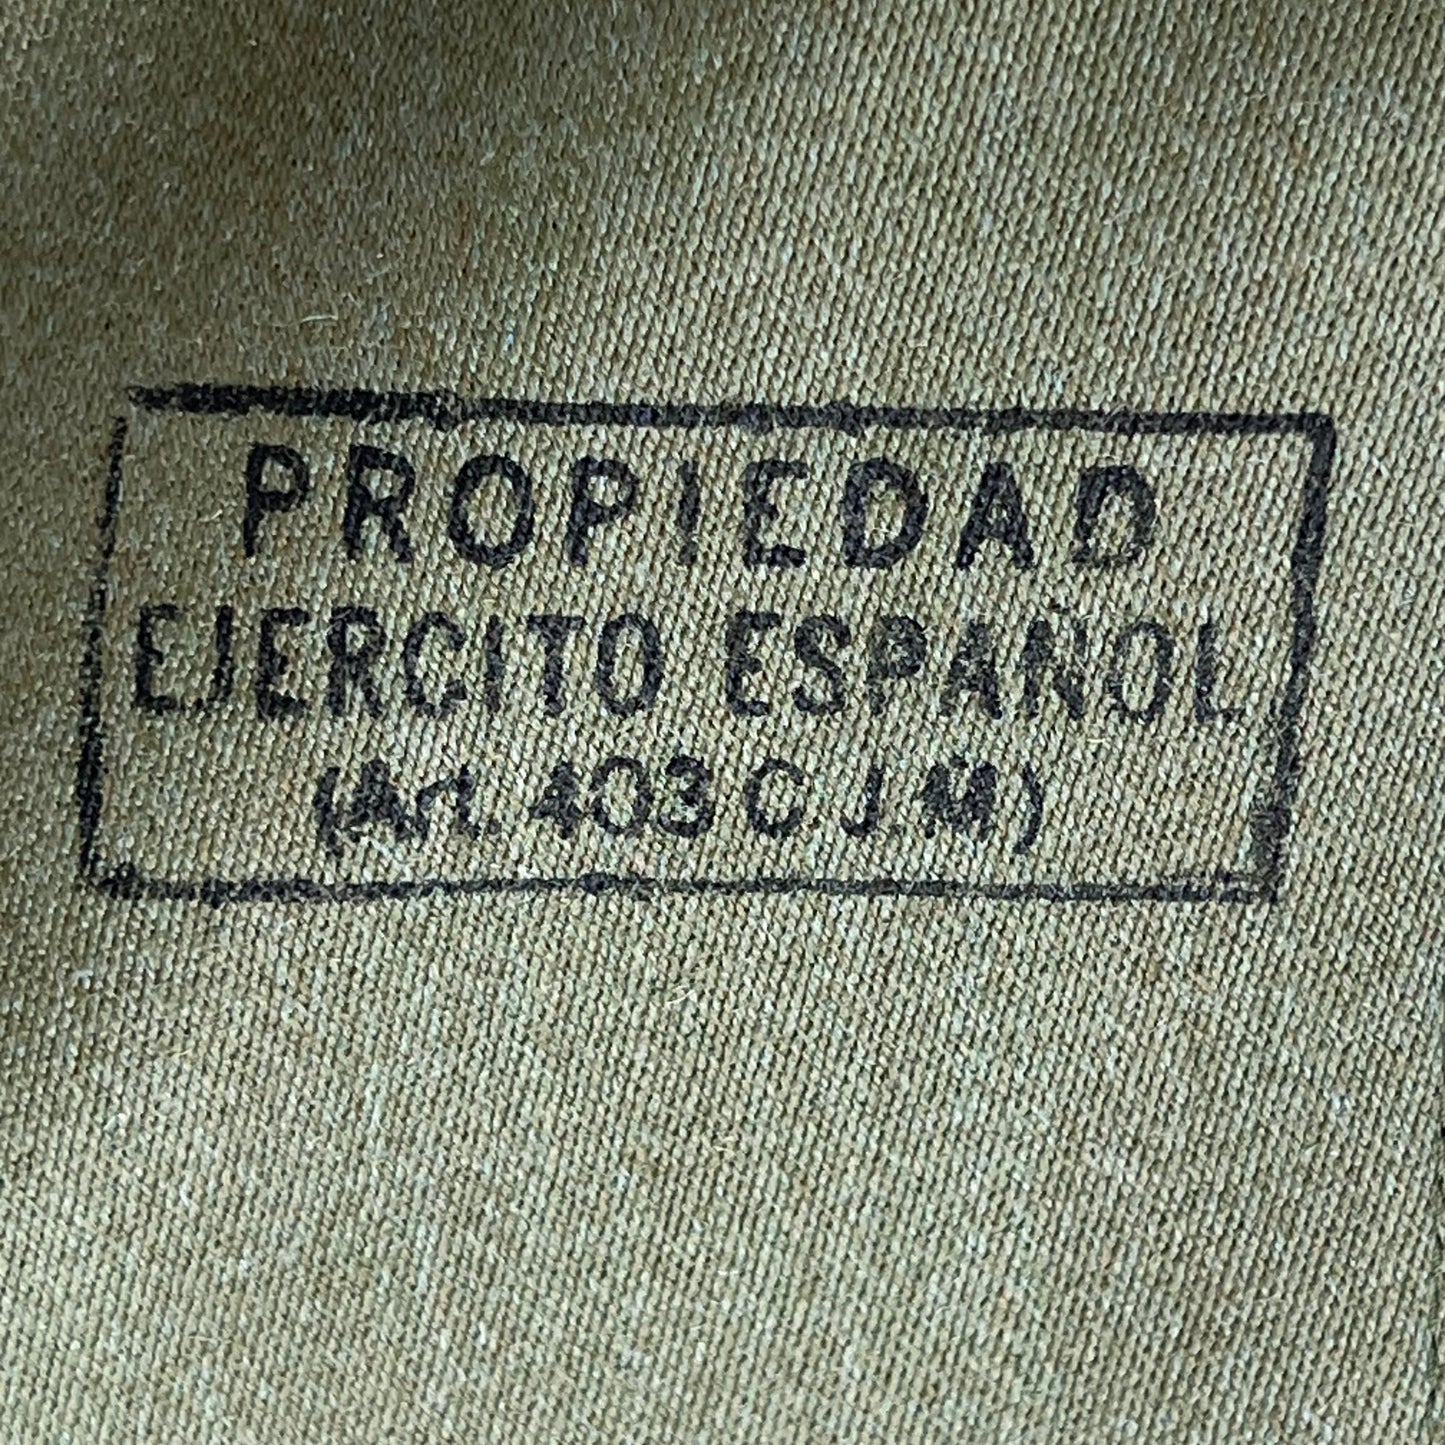 PROPIEDAD
EJERCITO ESPAÑOL
(Art. 403 C.J.M)